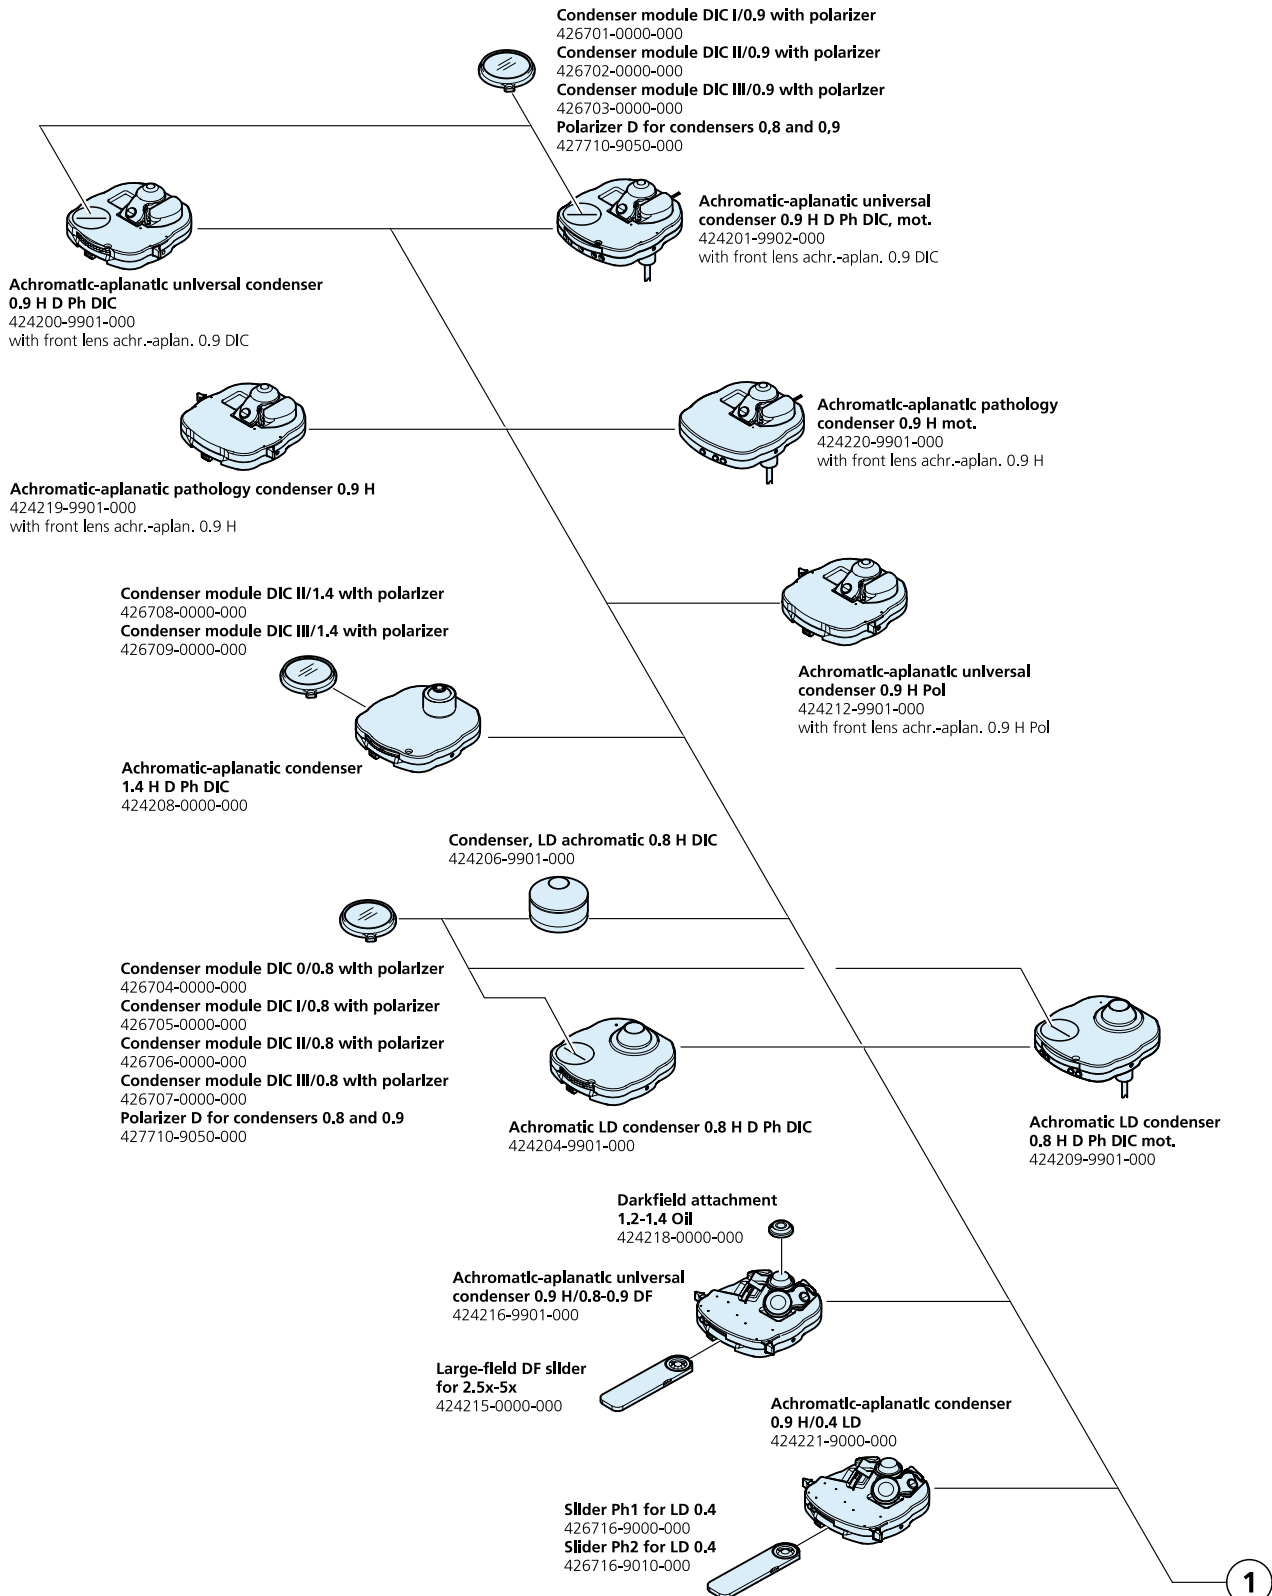 Condenser module DIC I/0.9 with polarizer
426701-0000-000
Condenser module DIC II/0.9 with polarizer
426702-0000-000
Condenser module DIC III/0.9 with polarizer
426703-0000-000
Polarizer D for condensers 0,8 and 0,9
427710-9050-000
Achromatic-aplanatic universal
condenser 0.9 H D Ph DIC, mot.
424201-9902-000
with front lens achr.-aplan. 0.9 DIC
Achromatic-aplanatic universal condenser
0.9 H D Ph DIC
424200-9901-000
with front lens achr.-aplan. 0.9 DIC
Achromatic-aplanatic pathology
condenser 0.9 H mot.
424220-9901-000
with front lens achr.-aplan. 0.9 H
Achromatic-aplanatic pathology condenser 0.9 H
424219-9901-000
with front lens achr.-aplan. 0.9 H
Condenser module DIC II/1.4 with polarizer
426708-0000-000
Condenser module DIC III/1.4 with polarizer
426709-0000-000
Achromatic-aplanatic universal
condenser 0.9 H Pol
424212-9901-000
with front lens achr.-aplan. 0.9 H Pol
Achromatic-aplanatic condenser
1.4 H D Ph DIC
424208-0000-000
Condenser, LD achromatic 0.8 H DIC
424206-9901-000
Condenser module DIC 0/0.8 with polarizer
426704-0000-000
Condenser module DIC I/0.8 with polarizer
426705-0000-000
Condenser module DIC II/0.8 with polarizer
426706-0000-000
Condenser module DIC III/0.8 with polarizer
426707-0000-000
Polarizer D for condensers 0.8 and 0.9
427710-9050-000
Achromatic LD condenser 0.8 H D Ph DIC
424204-9901-000
Achromatic LD condenser
0.8 H D Ph DIC mot.
424209-9901-000
Darkfield attachment
1.2-1.4 Oil
424218-0000-000
Achromatic-aplanatic universal
condenser 0.9 H/0.8-0.9 DF
424216-9901-000
Large-field DF slider
for 2.5x-5x
424215-0000-000
Achromatic-aplanatic condenser
0.9 H/0.4 LD
424221-9000-000
Slider Ph1 for LD 0.4
426716-9000-000
Slider Ph2 for LD 0.4
426716-9010-000
1